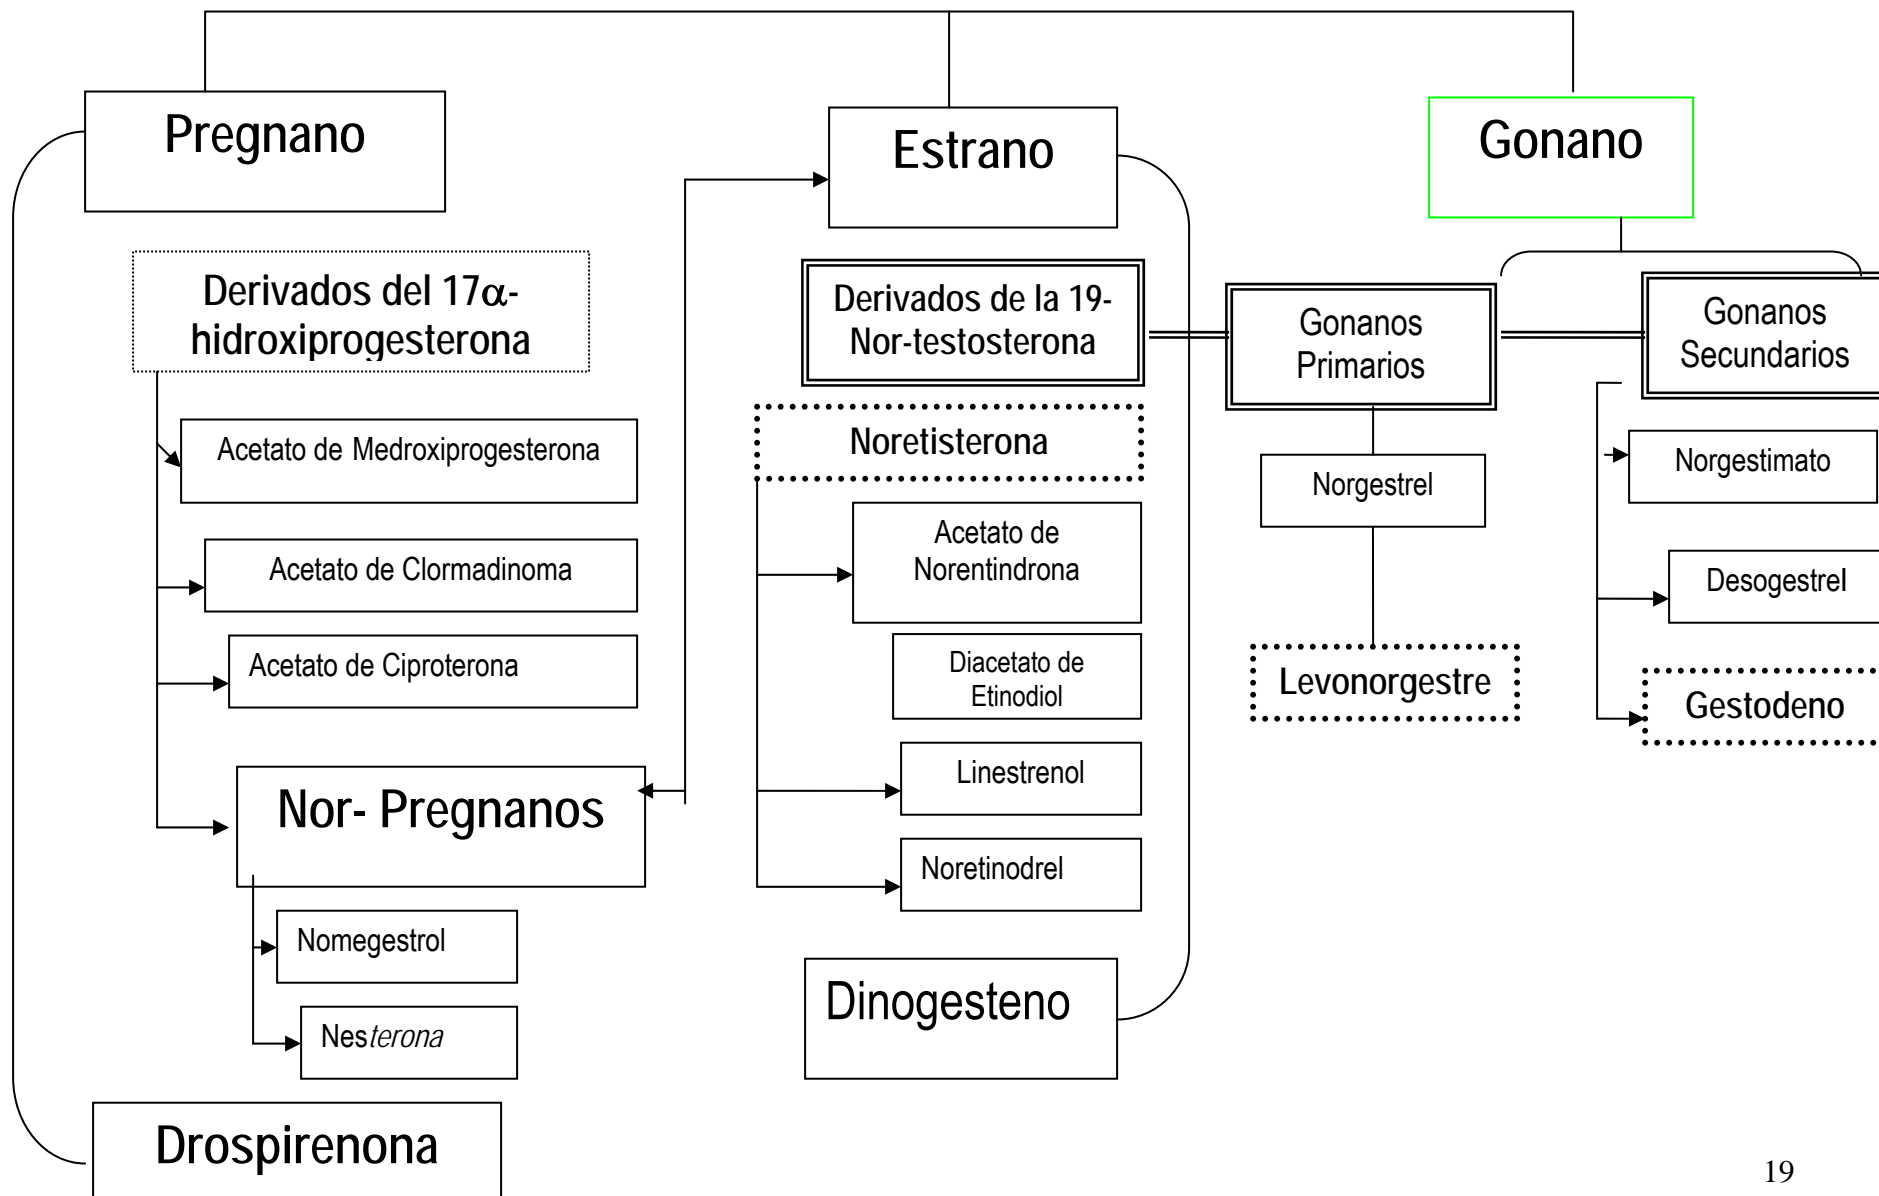 Pregnano
Estrano
Gonano
Derivados del 17α-
hidroxiprogesterona
Acetato de Medroxiprogesterona
Acetato de Clormadinoma
Acetato de Ciproterona
Nor- Pregnanos
Nomegestrol
Nesterona
Drospirenona
Derivados de la 19-
Nor-testosterona
Noretisterona
Acetato de
Norentindrona
Diacetato de
Etinodiol
Linestrenol
Noretinodrel
Dinogesteno
Gonanos
Primarios
Norgestrel
Levonorgestre
Gonanos
Secundarios
Norgestimato
Desogestrel
Gestodeno
19